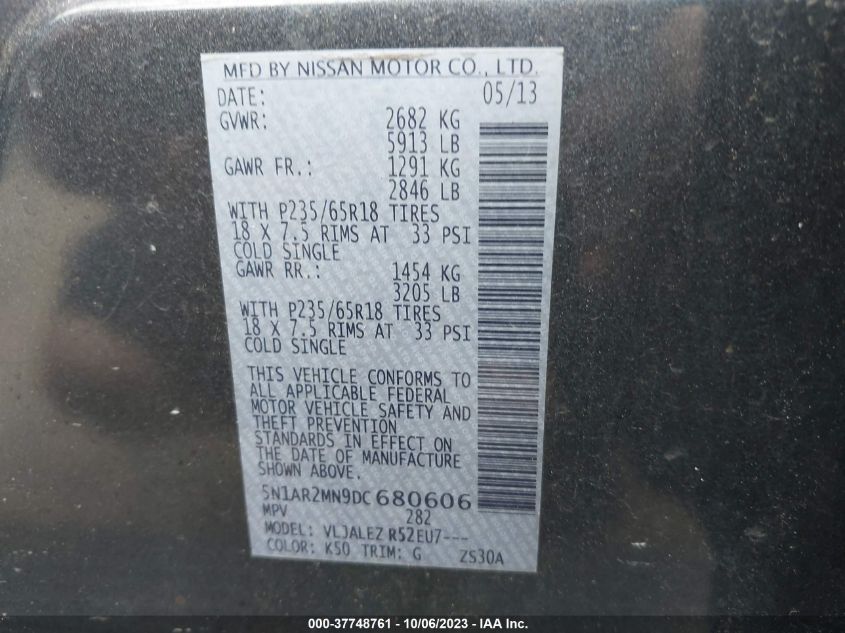 MFD BY NISSAN MOTOR CO., LTD.
DATE: 05/13
GVWR: 2682 KG
5913 LB
GAWR FR.: 1291 KG
2846 LB
WITH P235/65R18 TIRES
18 X 7.5 RIMS AT 33 PSI
COLD SINGLE
GAWR RR.: 1454 KG
3205 LB
WITH P235/65R18 TIRES
18 X 7.5 RIMS AT 33 PSI
COLD SINGLE
THIS VEHICLE CONFORMS TO
ALL APPLICABLE FEDERAL
MOTOR VEHICLE SAFETY AND
THEFT PREVENTION
STANDARDS IN EFFECT ON
THE DATE OF MANUFACTURE
SHOWN ABOVE.
5N1AR2MN9DC680606
MPV 282
MODEL: VLJALEZ R52EU7---
COLOR: K50 TRIM: G ZS30A
000-37748761 - 10/06/2023 - IAA Inc.